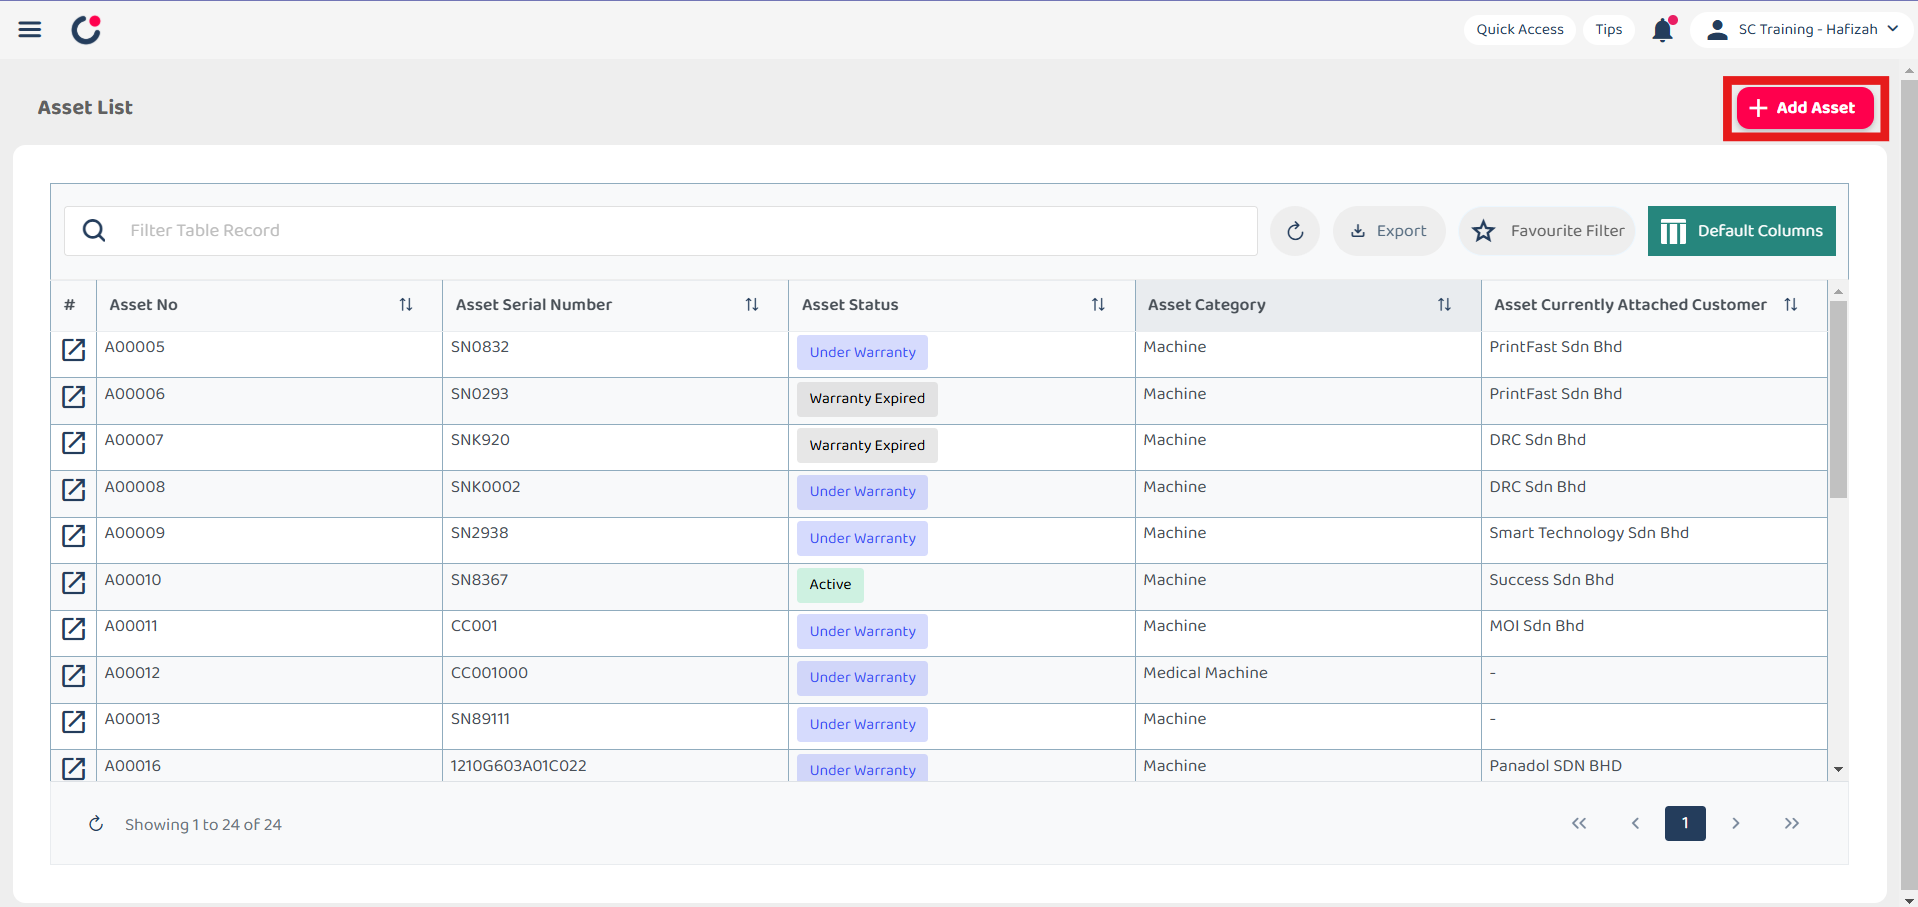 Quick Access Tips SC Training - Hafizah
Asset List + Add Asset
Filter Table Record Export Favourite Filter Default Columns
# Asset No Asset Serial Number Asset Status Asset Category Asset Currently Attached Customer
A00005 SN0832 Under Warranty Machine PrintFast Sdn Bhd
A00006 SN0293 Warranty Expired Machine PrintFast Sdn Bhd
A00007 SNK920 Warranty Expired Machine DRC Sdn Bhd
A00008 SNK0002 Under Warranty Machine DRC Sdn Bhd
A00009 SN2938 Under Warranty Machine Smart Technology Sdn Bhd
A00010 SN8367 Active Machine Success Sdn Bhd
A00011 CC001 Under Warranty Machine MOI Sdn Bhd
A00012 CC001000 Under Warranty Medical Machine -
A00013 SN89111 Under Warranty Machine -
A00016 1210G603A01C022 Under Warranty Machine Panadol SDN BHD
Showing 1 to 24 of 24 << < 1 > >>